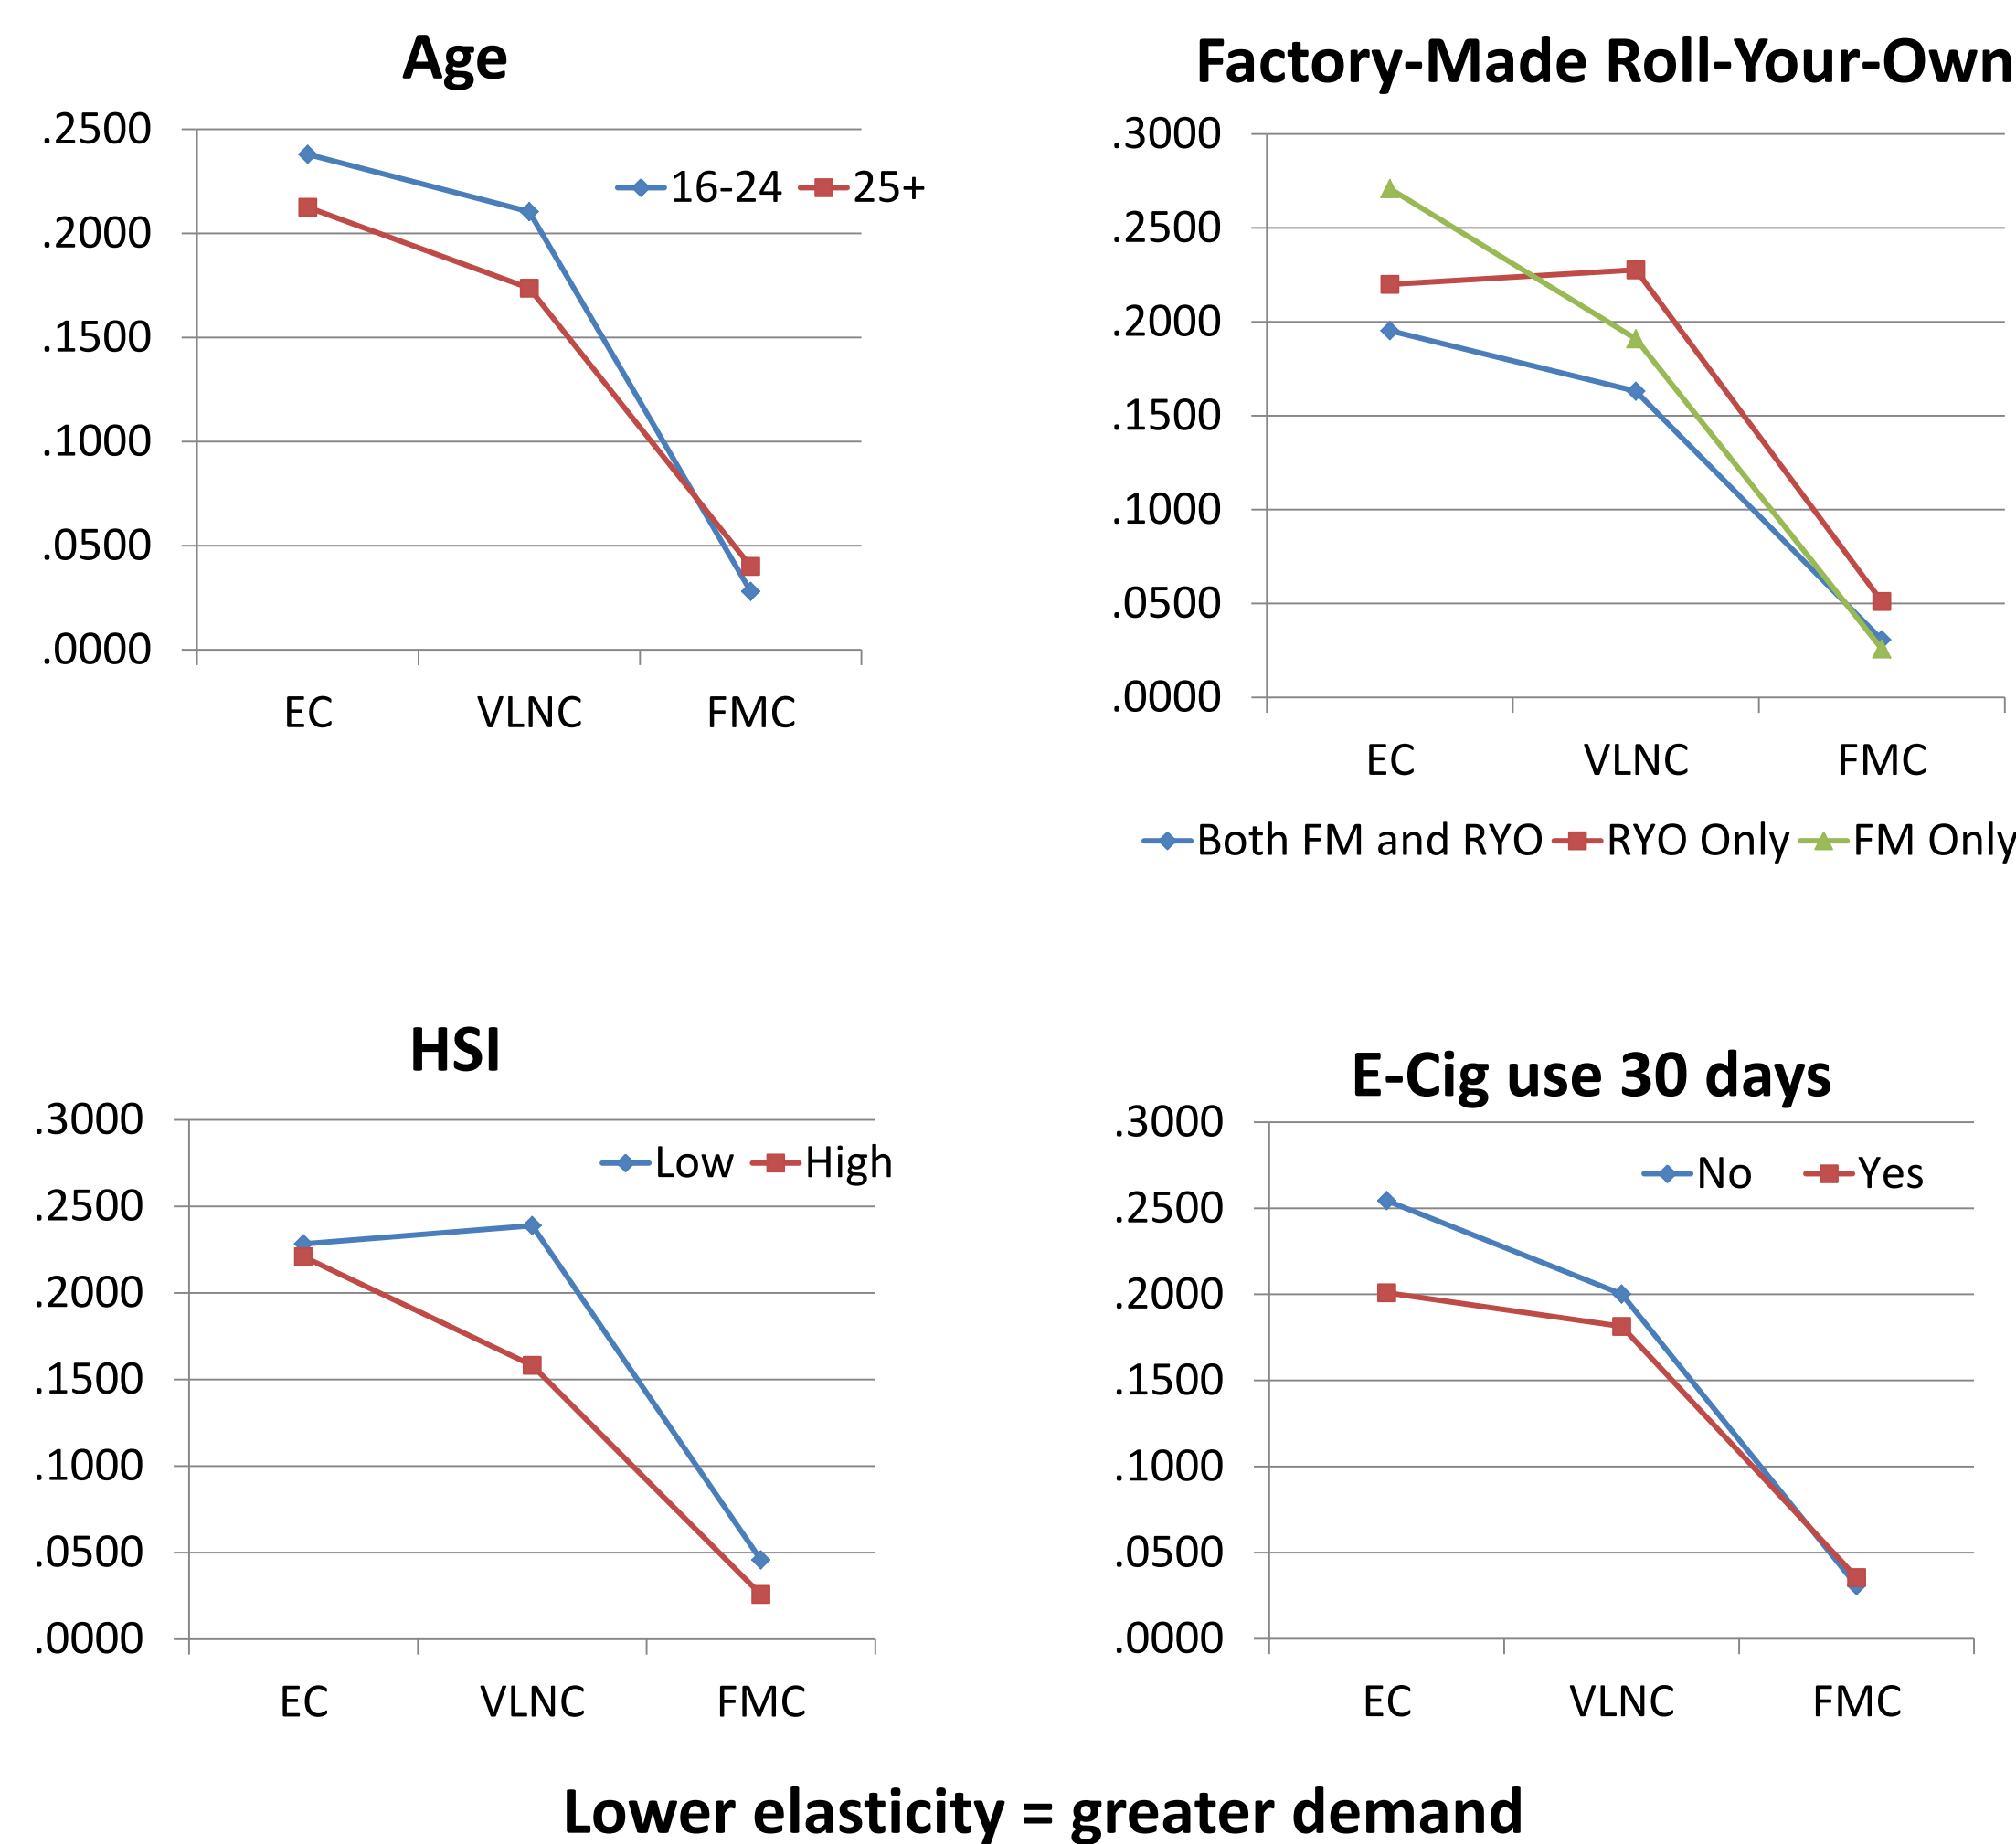 Age
.2500
.2000
.1500
.1000
.0500
.0000
16-24 25+
EC VLNC FMC
Factory-Made Roll-Your-Own
.3000
.2500
.2000
.1500
.1000
.0500
.0000
EC VLNC FMC
Both FM and RYO RYO Only FM Only
HSI
.3000
.2500
.2000
.1500
.1000
.0500
.0000
Low High
EC VLNC FMC
E-Cig use 30 days
.3000
.2500
.2000
.1500
.1000
.0500
.0000
No Yes
EC VLNC FMC
Lower elasticity = greater demand